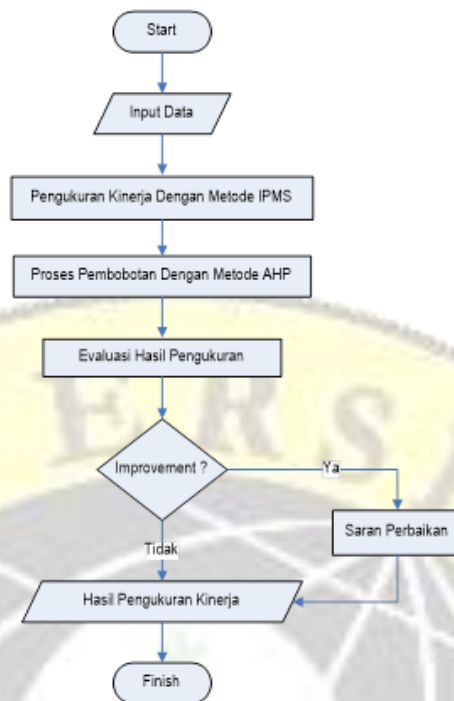 Start
Input Data
Pengukuran Kinerja Dengan Metode IPMS
Proses Pembobotan Dengan Metode AHP
Evaluasi Hasil Pengukuran
Improvement ?
Ya
Saran Perbaikan
Tidak
Hasil Pengukuran Kinerja
Finish
E R S